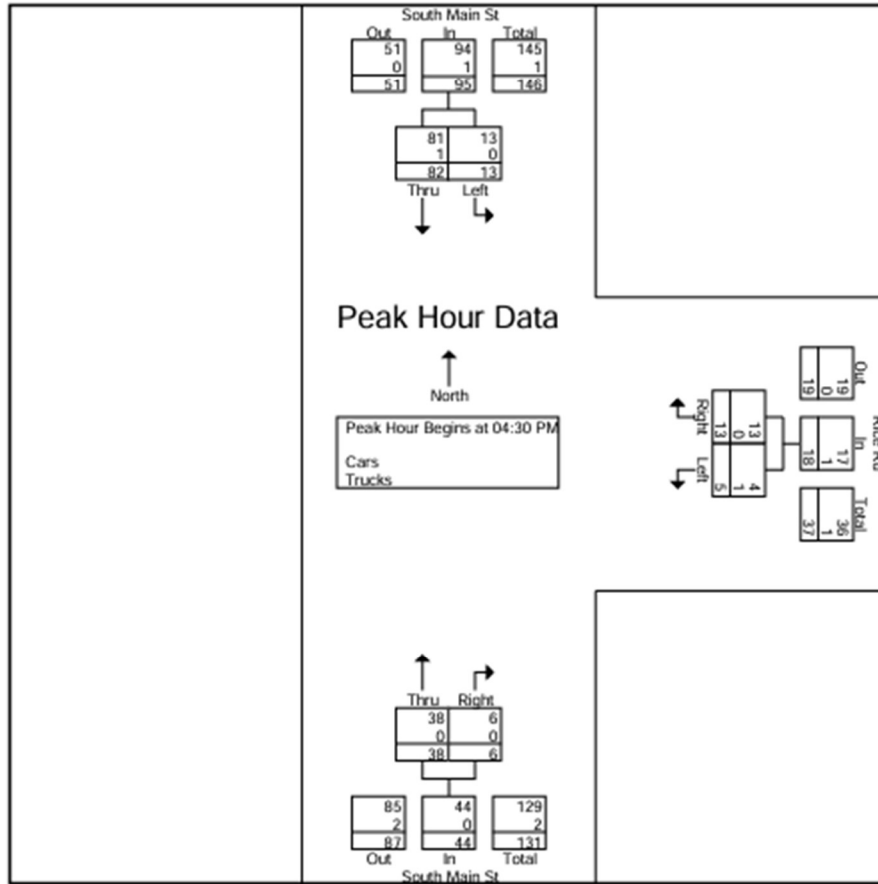 South Main St
Out In Total
51 94 145
0 1 1
51 95 146
81 13
1 0
82 13
Thru Left
Peak Hour Data
North
Peak Hour Begins at 04:30 PM
Cars
Trucks
Out
19
0
19
In
17
1
18
Total
36
1
37
Right
13
0
13
Left
4
1
5
Thru Right
38 6
0 0
38 6
85 44 129
2 0 2
87 44 131
Out In Total
South Main St